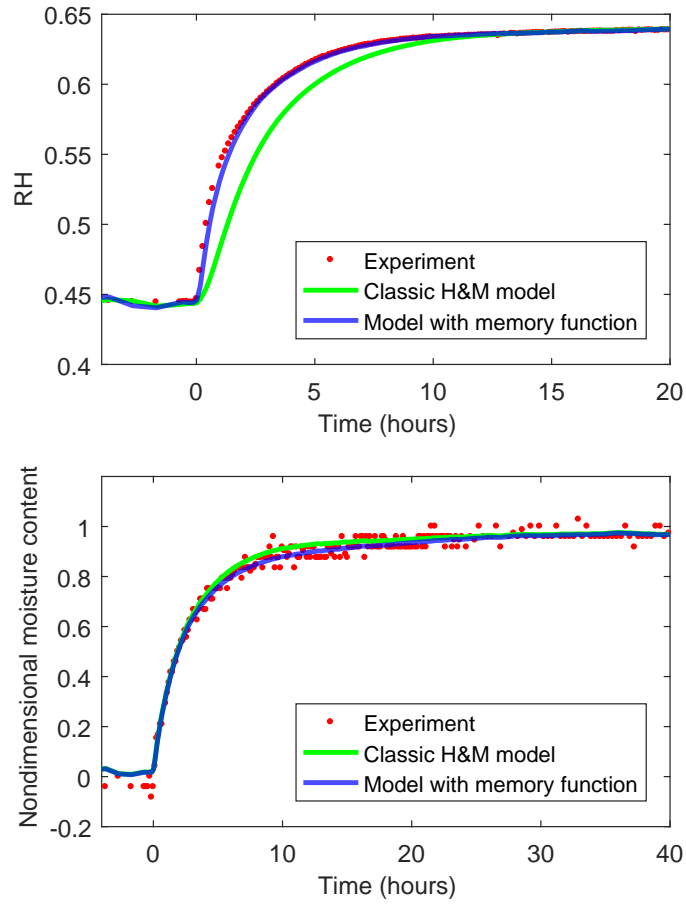 0.65
0.6
0.55
0.5
0.45
0.4
RH
Experiment
Classic H&M model
Model with memory function
0 5 10 15 20
Time (hours)
1
0.8
0.6
0.4
0.2
0
-0.2
Nondimensional moisture content
Experiment
Classic H&M model
Model with memory function
0 10 20 30 40
Time (hours)